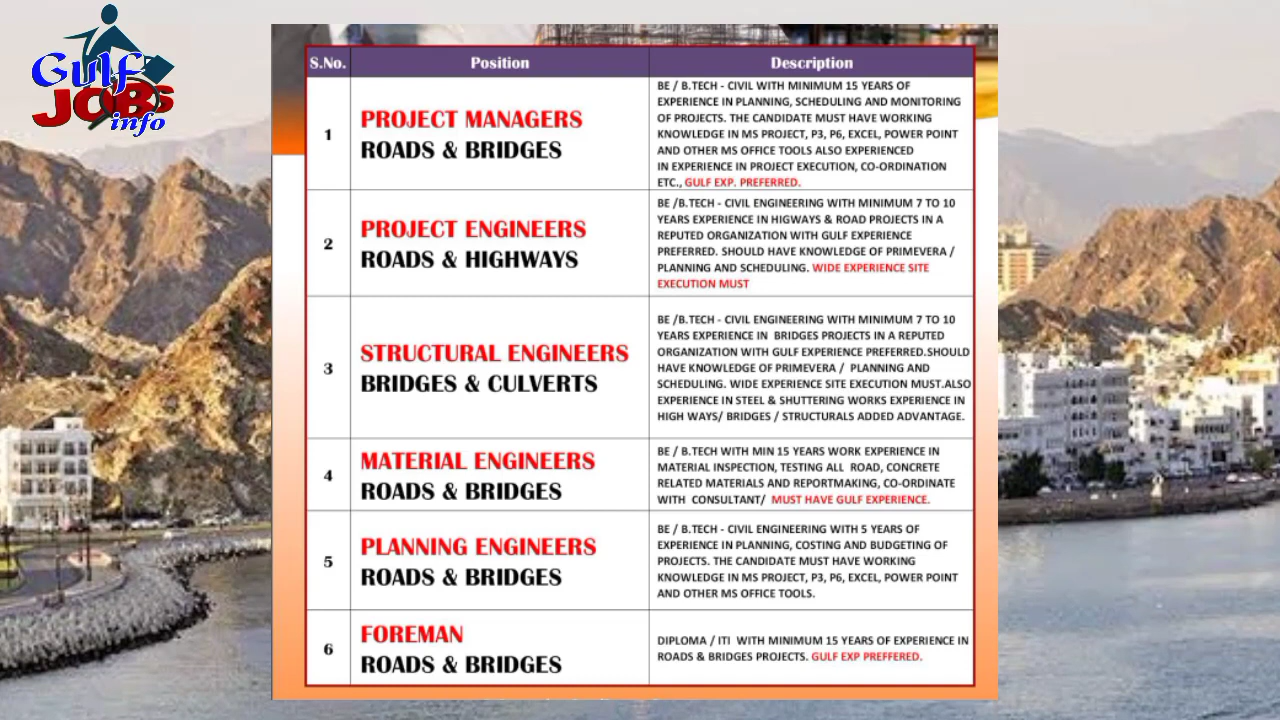 Gulf
JOBS
info
S.No. Position Description
1
PROJECT MANAGERS
ROADS & BRIDGES
BE / B.TECH - CIVIL WITH MINIMUM 15 YEARS OF
EXPERIENCE IN PLANNING, SCHEDULING AND MONITORING
OF PROJECTS. THE CANDIDATE MUST HAVE WORKING
KNOWLEDGE IN MS PROJECT, P3, P6, EXCEL, POWER POINT
AND OTHER MS OFFICE TOOLS ALSO EXPERIENCED
IN EXPERIENCE IN PROJECT EXECUTION, CO-ORDINATION
ETC., GULF EXP. PREFERRED.
2
PROJECT ENGINEERS
ROADS & HIGHWAYS
BE /B.TECH - CIVIL ENGINEERING WITH MINIMUM 7 TO 10
YEARS EXPERIENCE IN HIGWAYS & ROAD PROJECTS IN A
REPUTED ORGANIZATION WITH GULF EXPERIENCE
PREFERRED. SHOULD HAVE KNOWLEDGE OF PRIMEVERA /
PLANNING AND SCHEDULING. WIDE EXPERIENCE SITE
EXECUTION MUST
3
STRUCTURAL ENGINEERS
BRIDGES & CULVERTS
BE /B.TECH - CIVIL ENGINEERING WITH MINIMUM 7 TO 10
YEARS EXPERIENCE IN BRIDGES PROJECTS IN A REPUTED
ORGANIZATION WITH GULF EXPERIENCE PREFERRED.SHOULD
HAVE KNOWLEDGE OF PRIMEVERA / PLANNING AND
SCHEDULING. WIDE EXPERIENCE SITE EXECUTION MUST.ALSO
EXPERIENCE IN STEEL & SHUTTERING WORKS EXPERIENCE IN
HIGH WAYS/ BRIDGES / STRUCTURALS ADDED ADVANTAGE.
4
MATERIAL ENGINEERS
ROADS & BRIDGES
BE / B.TECH WITH MIN 15 YEARS WORK EXPERIENCE IN
MATERIAL INSPECTION, TESTING ALL ROAD, CONCRETE
RELATED MATERIALS AND REPORTMAKING, CO-ORDINATE
WITH CONSULTANT/ MUST HAVE GULF EXPERIENCE.
5
PLANNING ENGINEERS
ROADS & BRIDGES
BE / B.TECH - CIVIL ENGINEERING WITH 5 YEARS OF
EXPERIENCE IN PLANNING, COSTING AND BUDGETING OF
PROJECTS. THE CANDIDATE MUST HAVE WORKING
KNOWLEDGE IN MS PROJECT, P3, P6, EXCEL, POWER POINT
AND OTHER MS OFFICE TOOLS.
6
FOREMAN
ROADS & BRIDGES
DIPLOMA / ITI WITH MINIMUM 15 YEARS OF EXPERIENCE IN
ROADS & BRIDGES PROJECTS. GULF EXP PREFFERED.